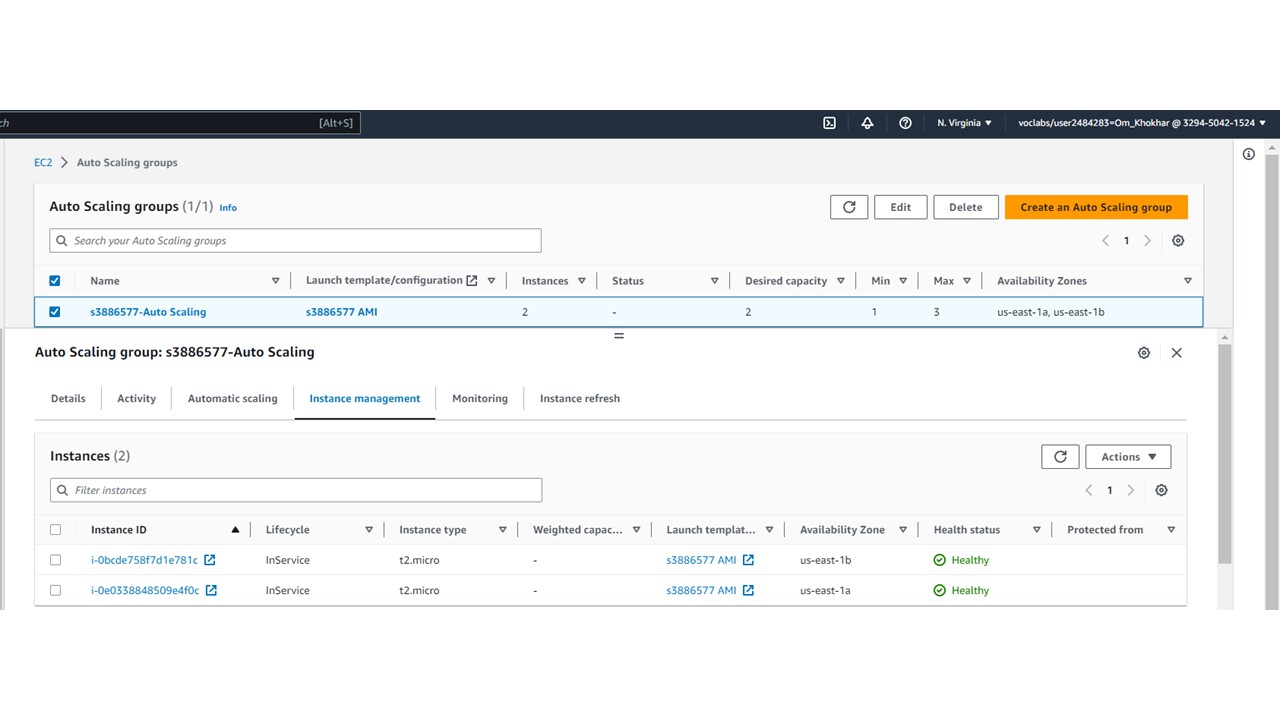 ch [Alt+S] N. Virginia voclabs/user2484283=Om_Khokhar @ 3294-5042-1524
EC2 Auto Scaling groups
Auto Scaling groups (1/1) Info Edit Delete Create an Auto Scaling group
Search your Auto Scaling groups 1
Name Launch template/configuration Instances Status Desired capacity Min Max Availability Zones
s3886577-Auto Scaling s3886577 AMI 2 - 2 1 3 us-east-1a, us-east-1b
Auto Scaling group: s3886577-Auto Scaling
Details Activity Automatic scaling Instance management Monitoring Instance refresh
Instances (2) Actions
Filter instances 1
Instance ID Lifecycle Instance type Weighted capac... Launch templat... Availability Zone Health status Protected from
i-0bcde758f7d1e781c InService t2.micro - s3886577 AMI us-east-1b Healthy
i-0e0338848509e4f0c InService t2.micro - s3886577 AMI us-east-1a Healthy